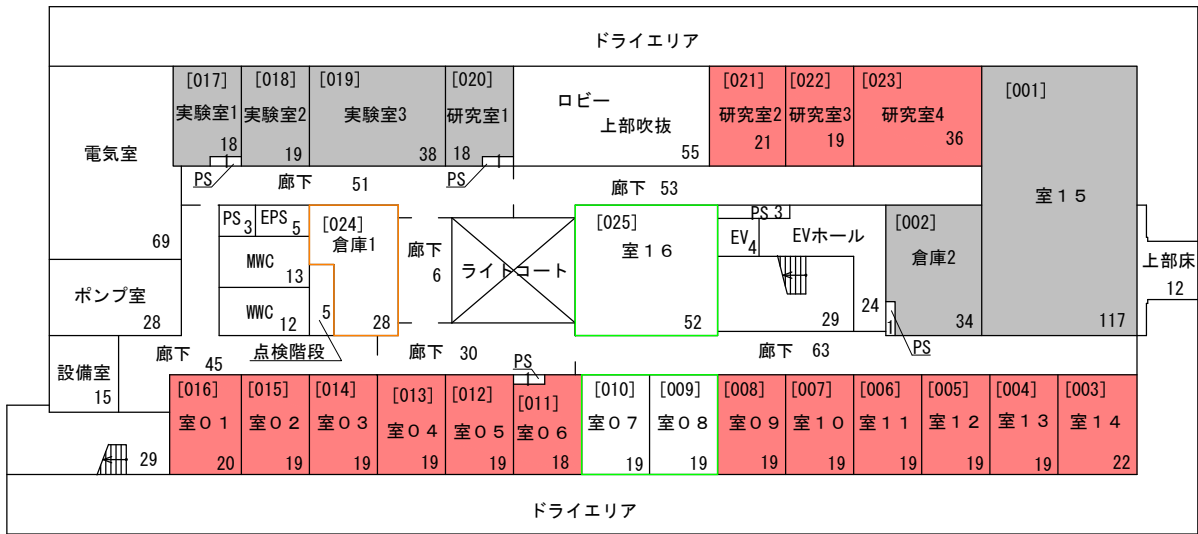 ドライエリア
[017]
実験室1
18
[018]
実験室2
19
[019]
実験室3
38
[020]
研究室1
18
ロビー
上部吹抜
55
[021]
研究室2
21
[022]
研究室3
19
[023]
研究室4
36
[001]
室15
117
電気室
69
PS
廊下 51
PS
廊下 53
PS 3
EPS 5
[024]
倉庫1
28
廊下
6
ライトコート
[025]
室16
52
PS 3
EV 4
EVホール
29
[002]
倉庫2
34
24
1
PS
上部床
12
MWC
13
WWC
12
5
点検階段
ポンプ室
28
設備室
15
廊下
45
廊下 30
PS
1
廊下 63
[016]
室01
20
[015]
室02
19
[014]
室03
19
[013]
室04
19
[012]
室05
19
[011]
室06
18
[010]
室07
19
[009]
室08
19
[008]
室09
19
[007]
室10
19
[006]
室11
19
[005]
室12
19
[004]
室13
19
[003]
室14
22
29
ドライエリア